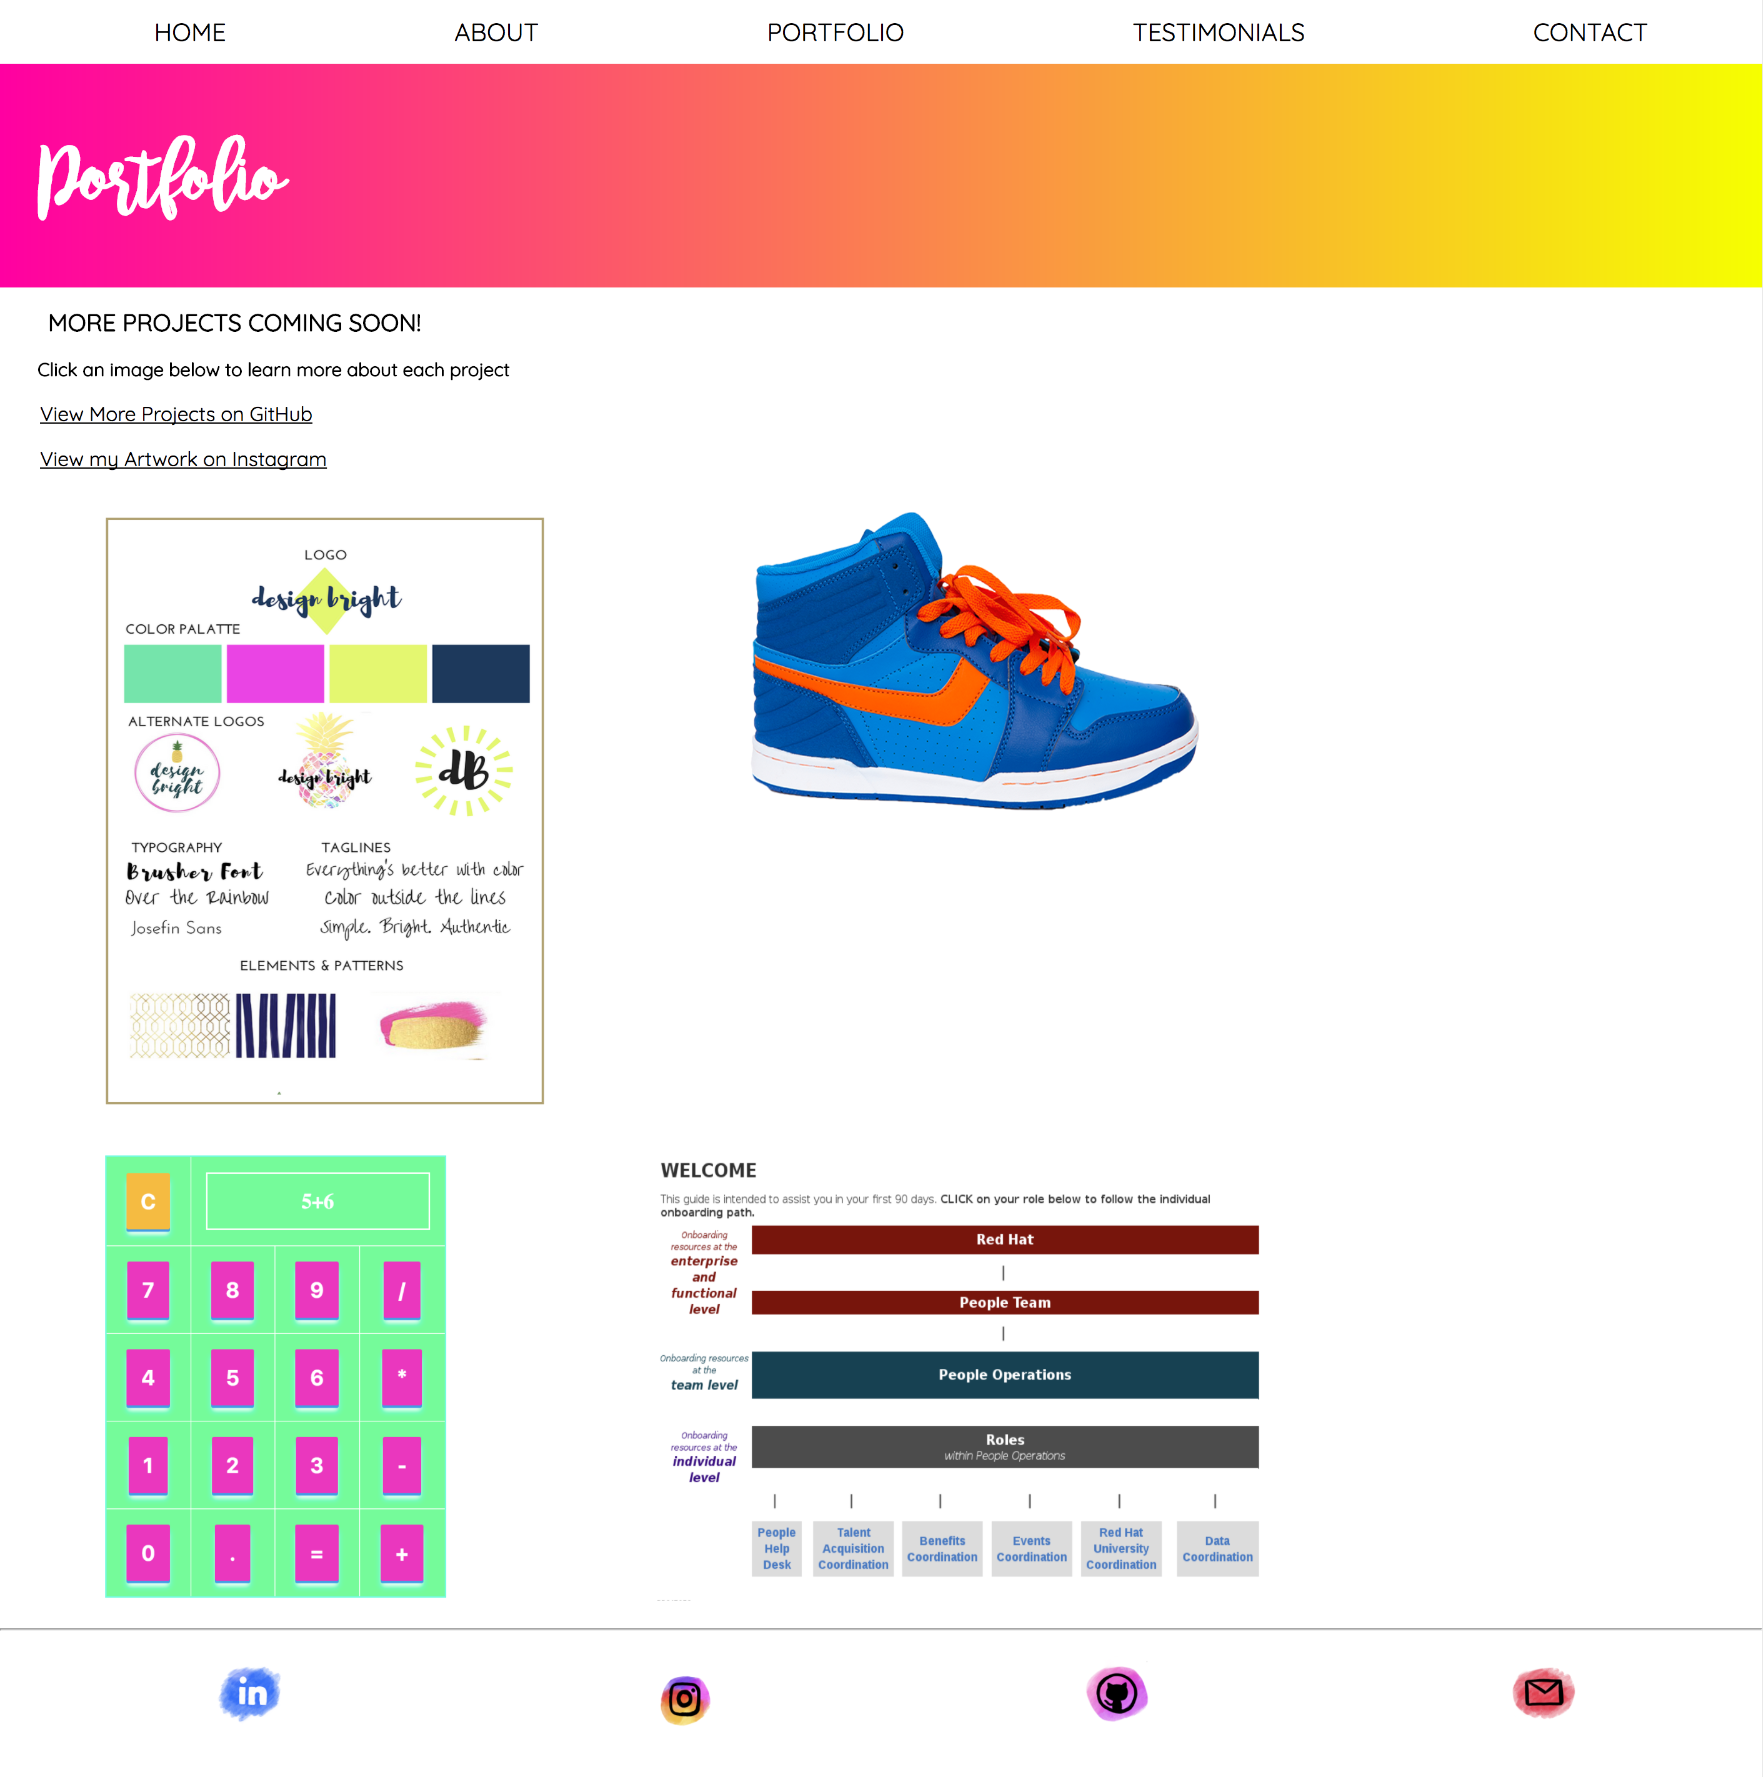 HOME ABOUT PORTFOLIO TESTIMONIALS CONTACT
Portfolio
MORE PROJECTS COMING SOON!
Click an image below to learn more about each project
View More Projects on GitHub
View my Artwork on Instagram
LOGO
design bright
COLOR PALATTE
ALTERNATE LOGOS
design
bright
design bright
dB
TYPOGRAPHY
Brusher Font
Over the Rainbow
Josefin Sans
TAGLINES
Everything's better with color
Color outside the lines
Simple. Bright. Authentic
ELEMENTS & PATTERNS
C 5+6
7 8 9 /
4 5 6 *
1 2 3 -
0 . = +
WELCOME
This guide is intended to assist you in your first 90 days. CLICK on your role below to follow the individual
onboarding path.
Onboarding
resources at the
enterprise
and
functional
level
Red Hat
People Team
Onboarding resources
at the
team level
People Operations
Onboarding
resources at the
individual
level
Roles
within People Operations
People
Help
Desk
Talent
Acquisition
Coordination
Benefits
Coordination
Events
Coordination
Red Hat
University
Coordination
Data
Coordination
in